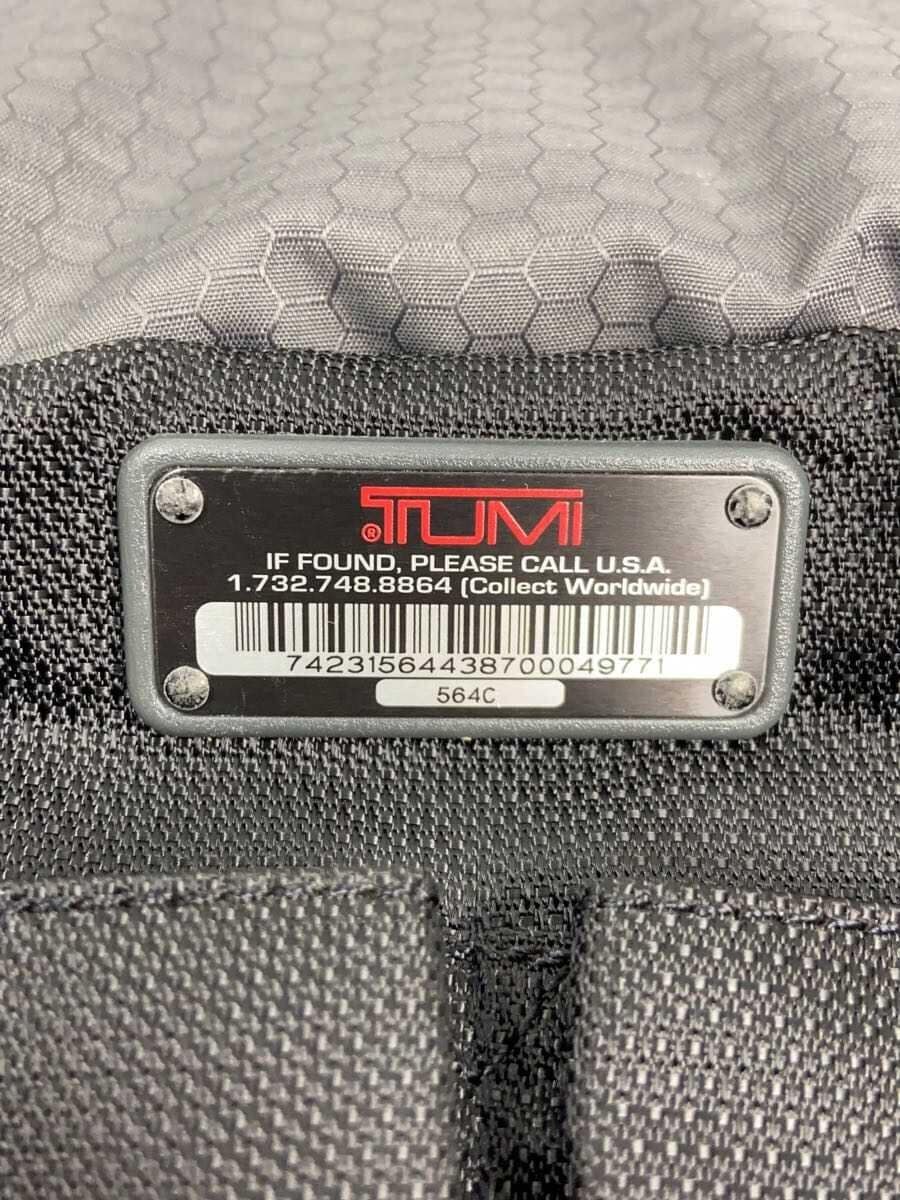 TUMI®
IF FOUND, PLEASE CALL U.S.A.
1.732.748.8864 (Collect Worldwide)
74231564438700049771
564C